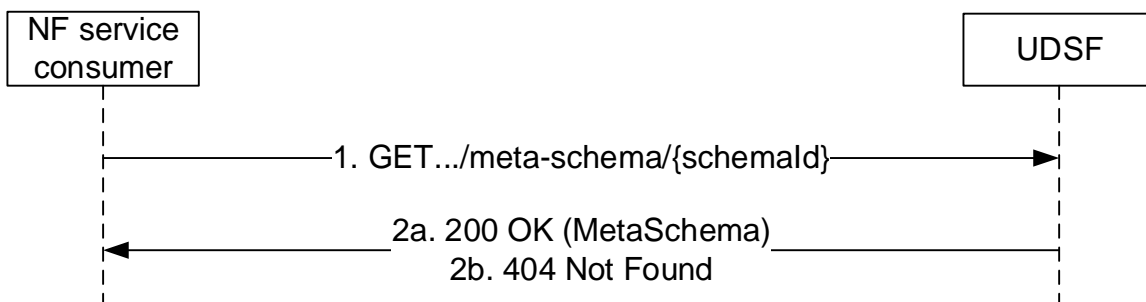 NF service
consumer
UDSF
1. GET.../meta-schema/{schemaId}
2a. 200 OK (MetaSchema)
2b. 404 Not Found